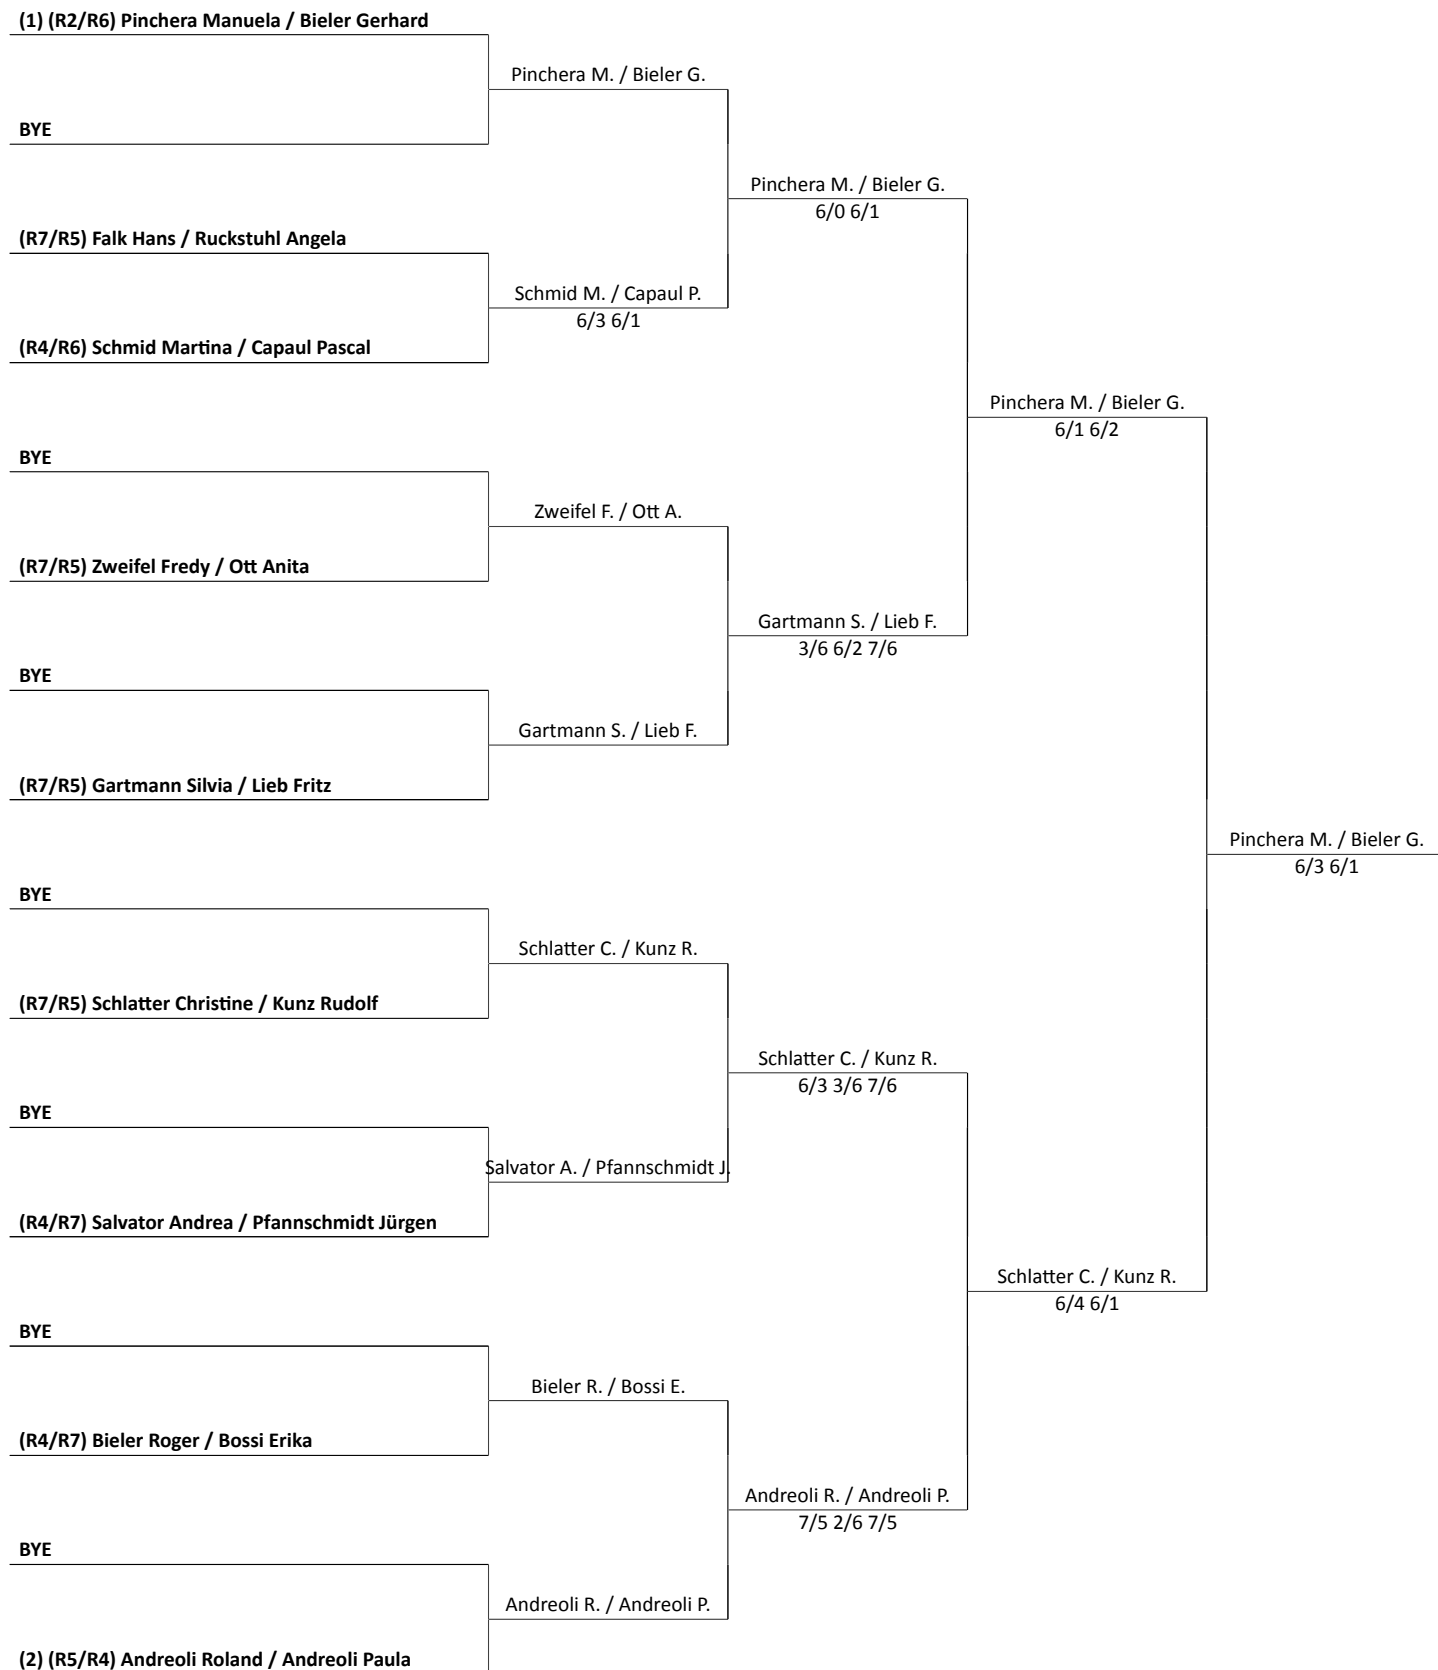 (1) (R2/R6) Pinchera Manuela / Bieler Gerhard
Pinchera M. / Bieler G.
BYE
Pinchera M. / Bieler G.
6/0 6/1
(R7/R5) Falk Hans / Ruckstuhl Angela
Schmid M. / Capaul P.
6/3 6/1
(R4/R6) Schmid Martina / Capaul Pascal
Pinchera M. / Bieler G.
6/1 6/2
BYE
Zweifel F. / Ott A.
(R7/R5) Zweifel Fredy / Ott Anita
Gartmann S. / Lieb F.
3/6 6/2 7/6
BYE
Gartmann S. / Lieb F.
(R7/R5) Gartmann Silvia / Lieb Fritz
Pinchera M. / Bieler G.
6/3 6/1
BYE
Schlatter C. / Kunz R.
(R7/R5) Schlatter Christine / Kunz Rudolf
Schlatter C. / Kunz R.
6/3 3/6 7/6
BYE
Salvator A. / Pfannschmidt J.
(R4/R7) Salvator Andrea / Pfannschmidt Jürgen
Schlatter C. / Kunz R.
6/4 6/1
BYE
Bieler R. / Bossi E.
(R4/R7) Bieler Roger / Bossi Erika
Andreoli R. / Andreoli P.
7/5 2/6 7/5
BYE
Andreoli R. / Andreoli P.
(2) (R5/R4) Andreoli Roland / Andreoli Paula